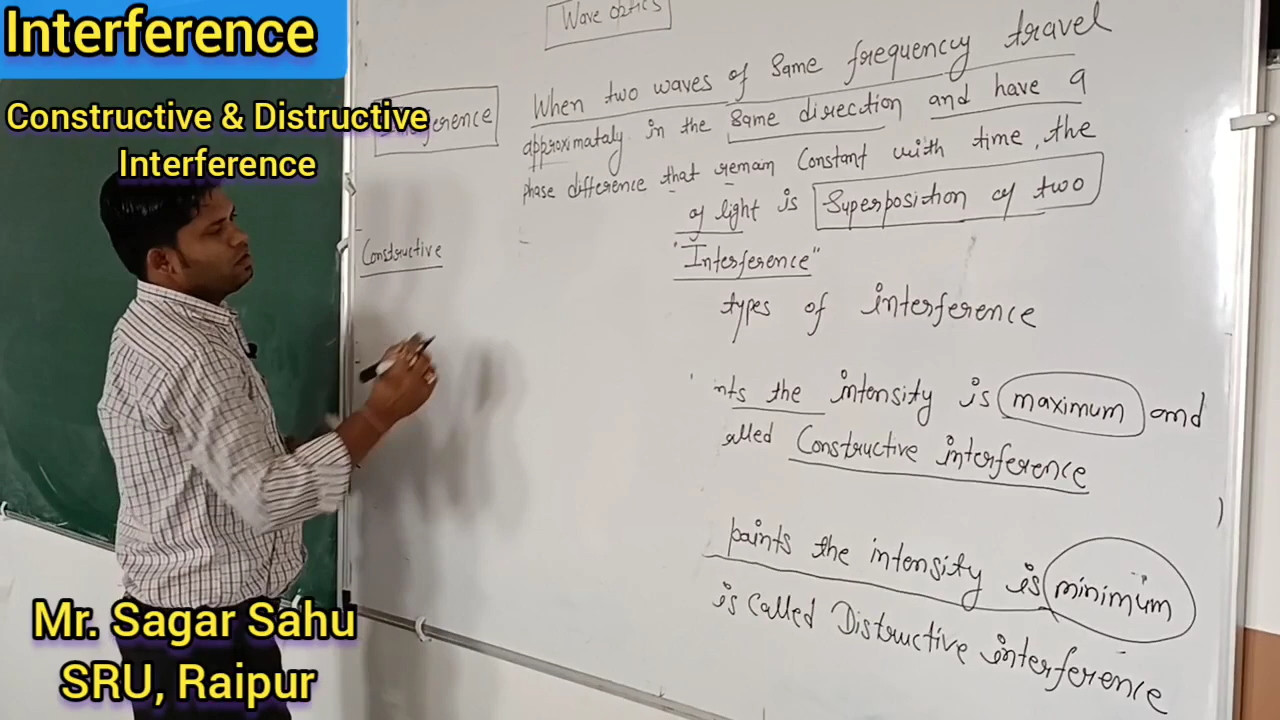 Interference
Constructive & Distructive
Interference
Wave optics
Interference
When two waves of same frequency travel
approximataly in the same direction and have a
phase difference that remain Constant with time, the
of light is Superposition of two
"Interference"
types of interference
Constructive
the intensity is maximum and
Constructive interference
points the intensity is minimum
is called Distructive interference
Mr. Sagar Sahu
SRU, Raipur